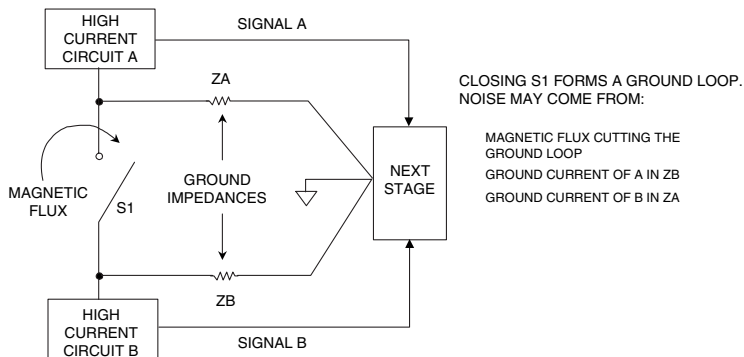 HIGH
CURRENT
CIRCUIT A
SIGNAL A
ZA
CLOSING S1 FORMS A GROUND LOOP.
NOISE MAY COME FROM:
MAGNETIC FLUX CUTTING THE
GROUND LOOP
GROUND CURRENT OF A IN ZB
GROUND CURRENT OF B IN ZA
NEXT
STAGE
GROUND
IMPEDANCES
MAGNETIC
FLUX
S1
ZB
HIGH
CURRENT
CIRCUIT B
SIGNAL B